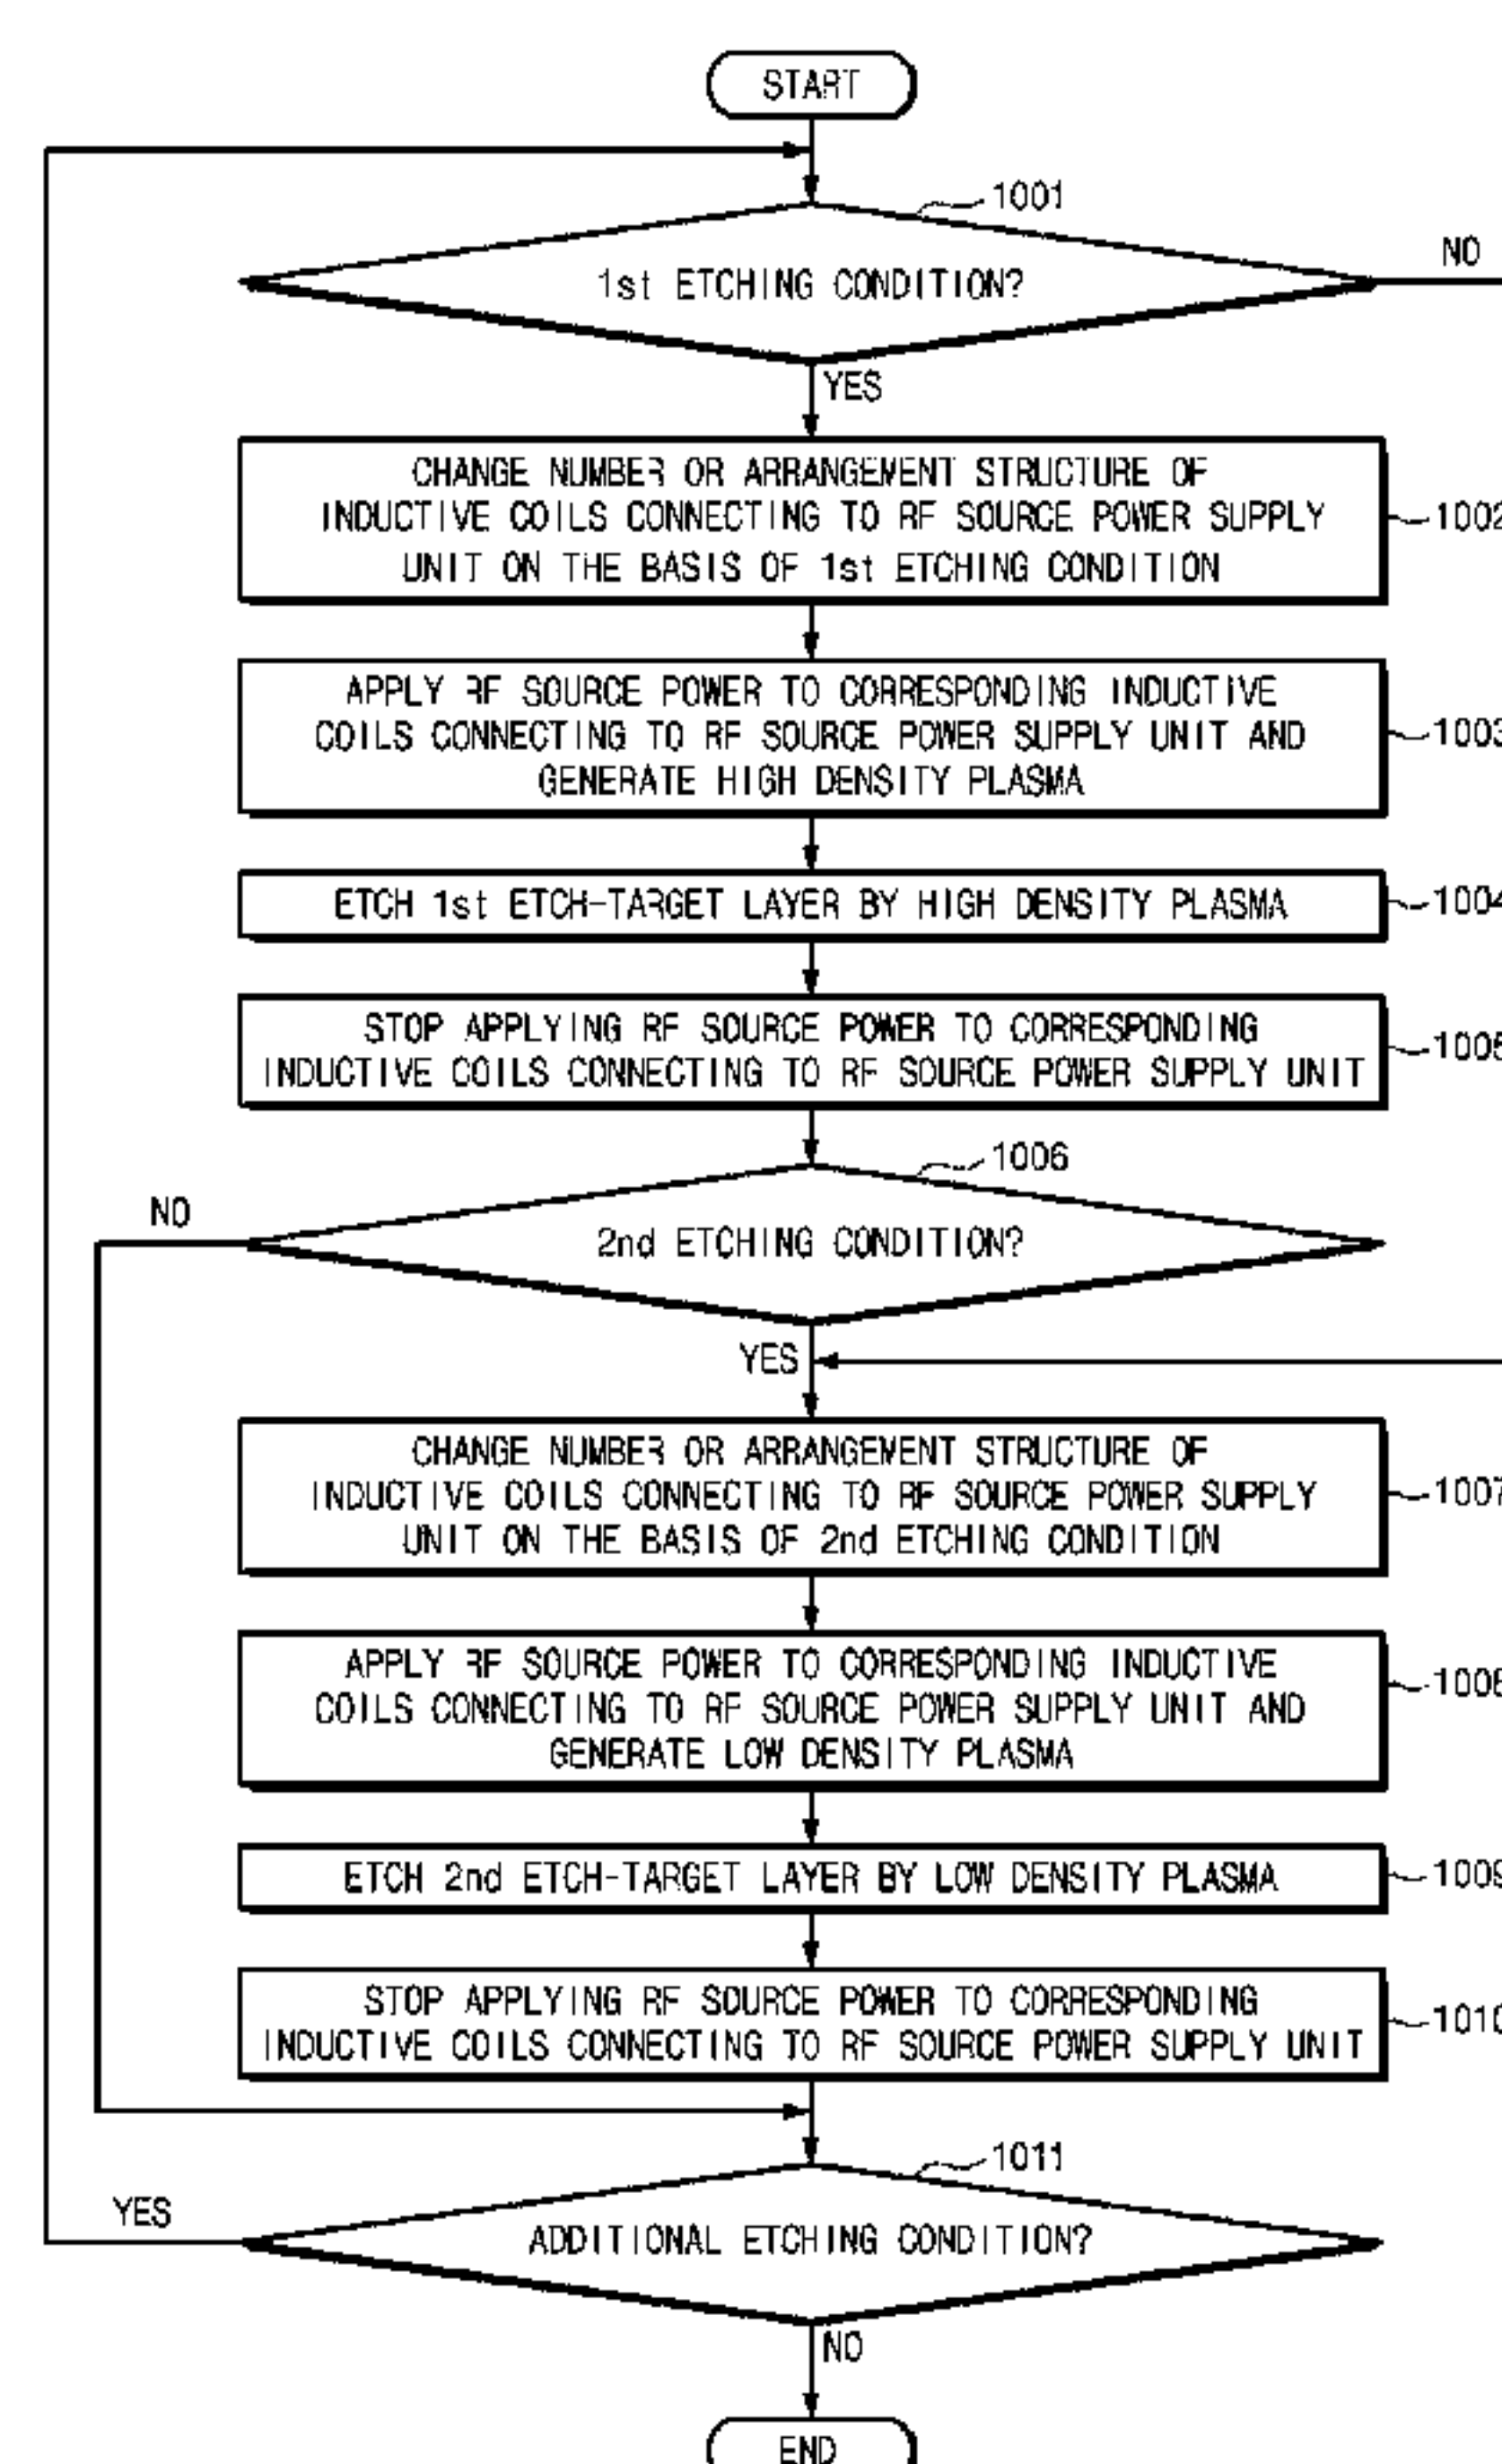 START
1001
1st ETCHING CONDITION?
NO
YES
CHANGE NUMBER OR ARRANGEMENT STRUCTURE OF
INDUCTIVE COILS CONNECTING TO RF SOURCE POWER SUPPLY
UNIT ON THE BASIS OF 1st ETCHING CONDITION
1002
APPLY RF SOURCE POWER TO CORRESPONDING INDUCTIVE
COILS CONNECTING TO RF SOURCE POWER SUPPLY UNIT AND
GENERATE HIGH DENSITY PLASMA
1003
ETCH 1st ETCH-TARGET LAYER BY HIGH DENSITY PLASMA
1004
STOP APPLYING RF SOURCE POWER TO CORRESPONDING
INDUCTIVE COILS CONNECTING TO RF SOURCE POWER SUPPLY UNIT
1005
1006
NO
2nd ETCHING CONDITION?
YES
CHANGE NUMBER OR ARRANGEMENT STRUCTURE OF
INDUCTIVE COILS CONNECTING TO RF SOURCE POWER SUPPLY
UNIT ON THE BASIS OF 2nd ETCHING CONDITION
1007
APPLY RF SOURCE POWER TO CORRESPONDING INDUCTIVE
COILS CONNECTING TO RF SOURCE POWER SUPPLY UNIT AND
GENERATE LOW DENSITY PLASMA
1008
ETCH 2nd ETCH-TARGET LAYER BY LOW DENSITY PLASMA
1009
STOP APPLYING RF SOURCE POWER TO CORRESPONDING
INDUCTIVE COILS CONNECTING TO RF SOURCE POWER SUPPLY UNIT
1010
1011
YES
ADDITIONAL ETCHING CONDITION?
NO
END